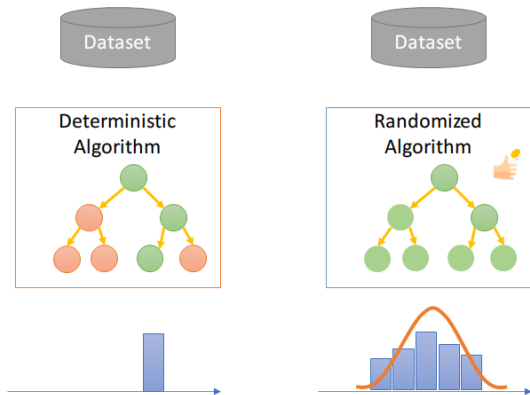 Dataset
Dataset
Deterministic
Algorithm
Randomized
Algorithm